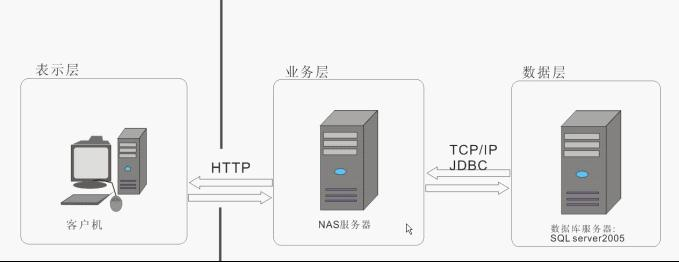 表示层
业务层
数据层
HTTP
TCP/IP
JDBC
客户机
NAS服务器
数据库服务器:
SQL server2005